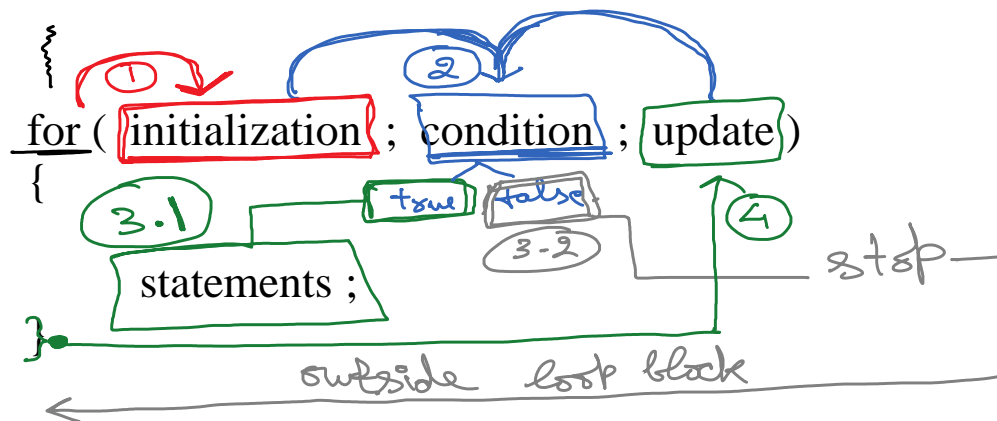 1 2
for ( initialization ; condition ; update )
{
true false
3.1 4
3-2
stop
statements ;
}
outside loop block